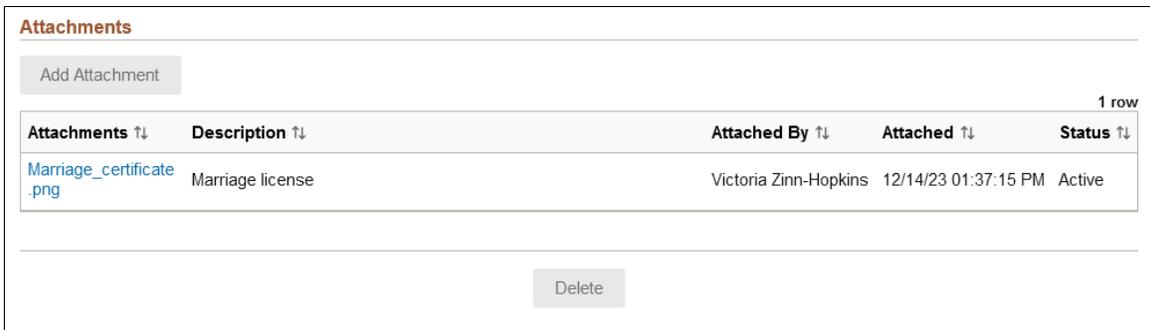 Attachments
Add Attachment
1 row
Attachments Description Attached By Attached Status
Marriage_certificate
.png
Marriage license Victoria Zinn-Hopkins 12/14/23 01:37:15 PM Active
Delete